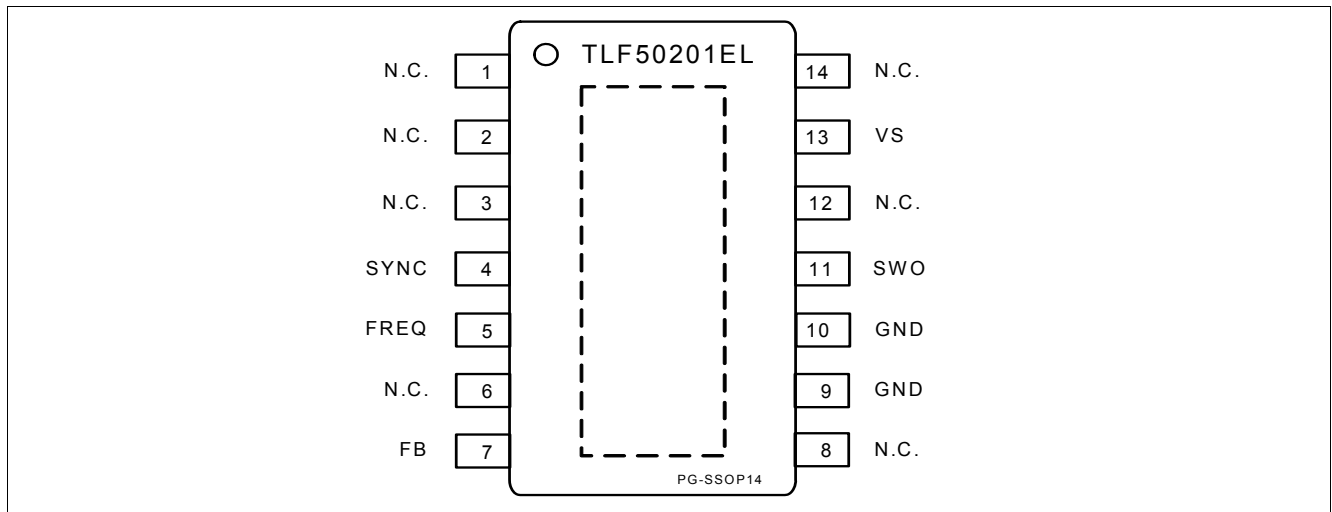 TLF50201EL
N.C. 1 14 N.C.
N.C. 2 13 VS
N.C. 3 12 N.C.
SYNC 4 11 SWO
FREQ 5 10 GND
N.C. 6 9 GND
FB 7 8 N.C.
PG-SSOP14